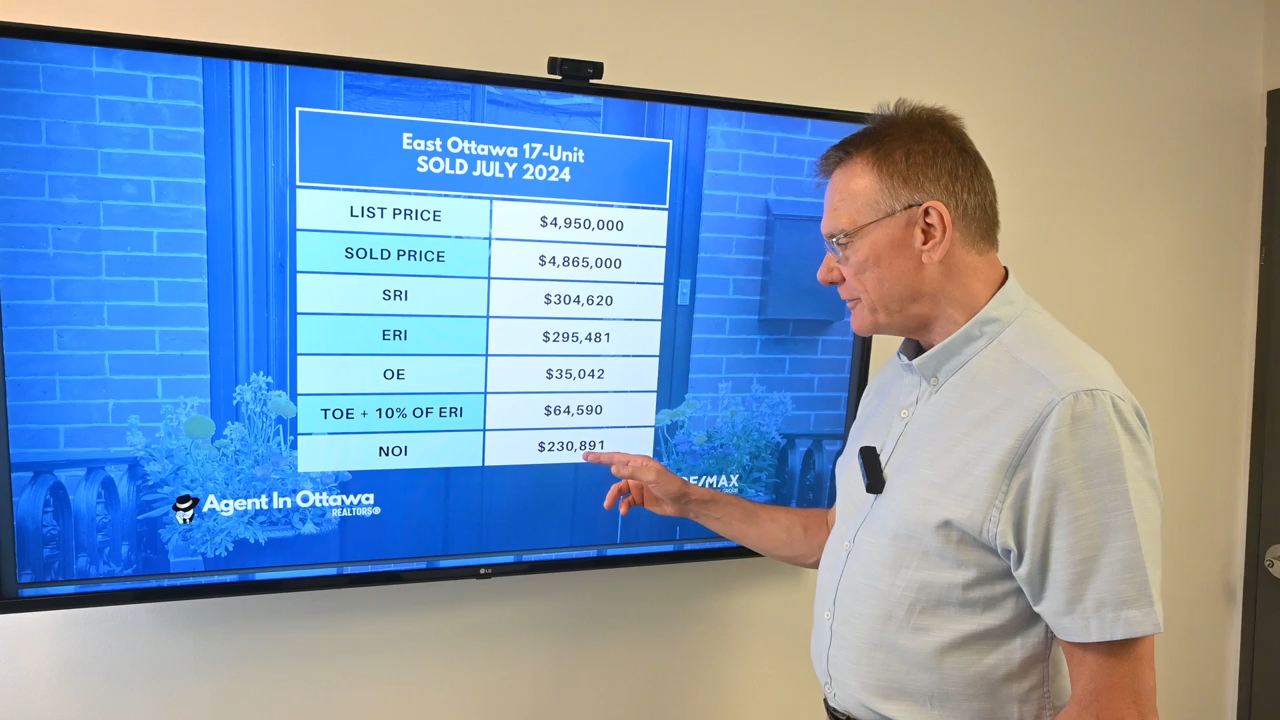 East Ottawa 17-Unit
SOLD JULY 2024
LIST PRICE $4,950,000
SOLD PRICE $4,865,000
SRI $304,620
ERI $295,481
OE $35,042
TOE + 10% OF ERI $64,590
NOI $230,891
Agent In Ottawa
REALTORS®
RE/MAX
LG